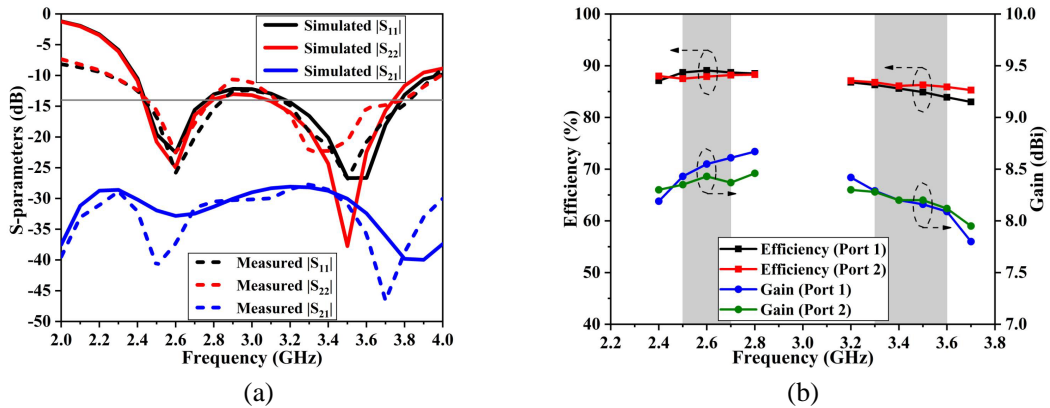 0
-5
-10
-15
-20
-25
-30
-35
-40
-45
-50
S-parameters (dB)
Simulated |S11|
Simulated |S22|
Simulated |S21|
Measured |S11|
Measured |S22|
Measured |S21|
2.0 2.2 2.4 2.6 2.8 3.0 3.2 3.4 3.6 3.8 4.0
Frequency (GHz)
(a)
100
90
80
70
60
50
40
Efficiency (%)
10.0
9.5
9.0
8.5
8.0
7.5
7.0
Gain (dBi)
Efficiency (Port 1)
Efficiency (Port 2)
Gain (Port 1)
Gain (Port 2)
2.2 2.4 2.6 2.8 3.0 3.2 3.4 3.6 3.8
Frequency (GHz)
(b)